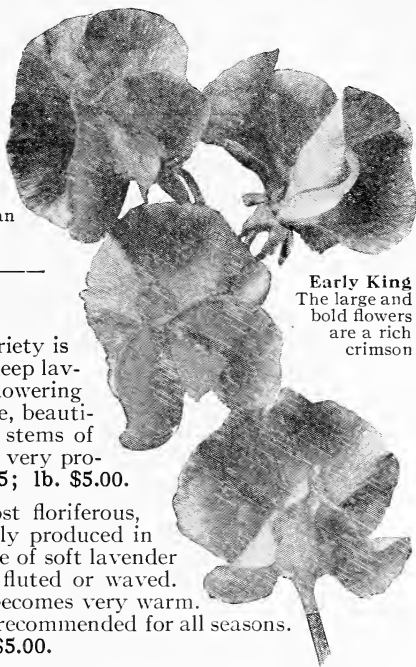 an
Early King
The large and
bold flowers
are a rich
crimson
riety is
eep lav-
lowering
e, beauti-
stems of
very pro-
5; lb. $5.00.
ost floriferous,
ly produced in
e of soft lavender
fluted or waved.
ecomes very warm.
recommended for all seasons.
$5.00.